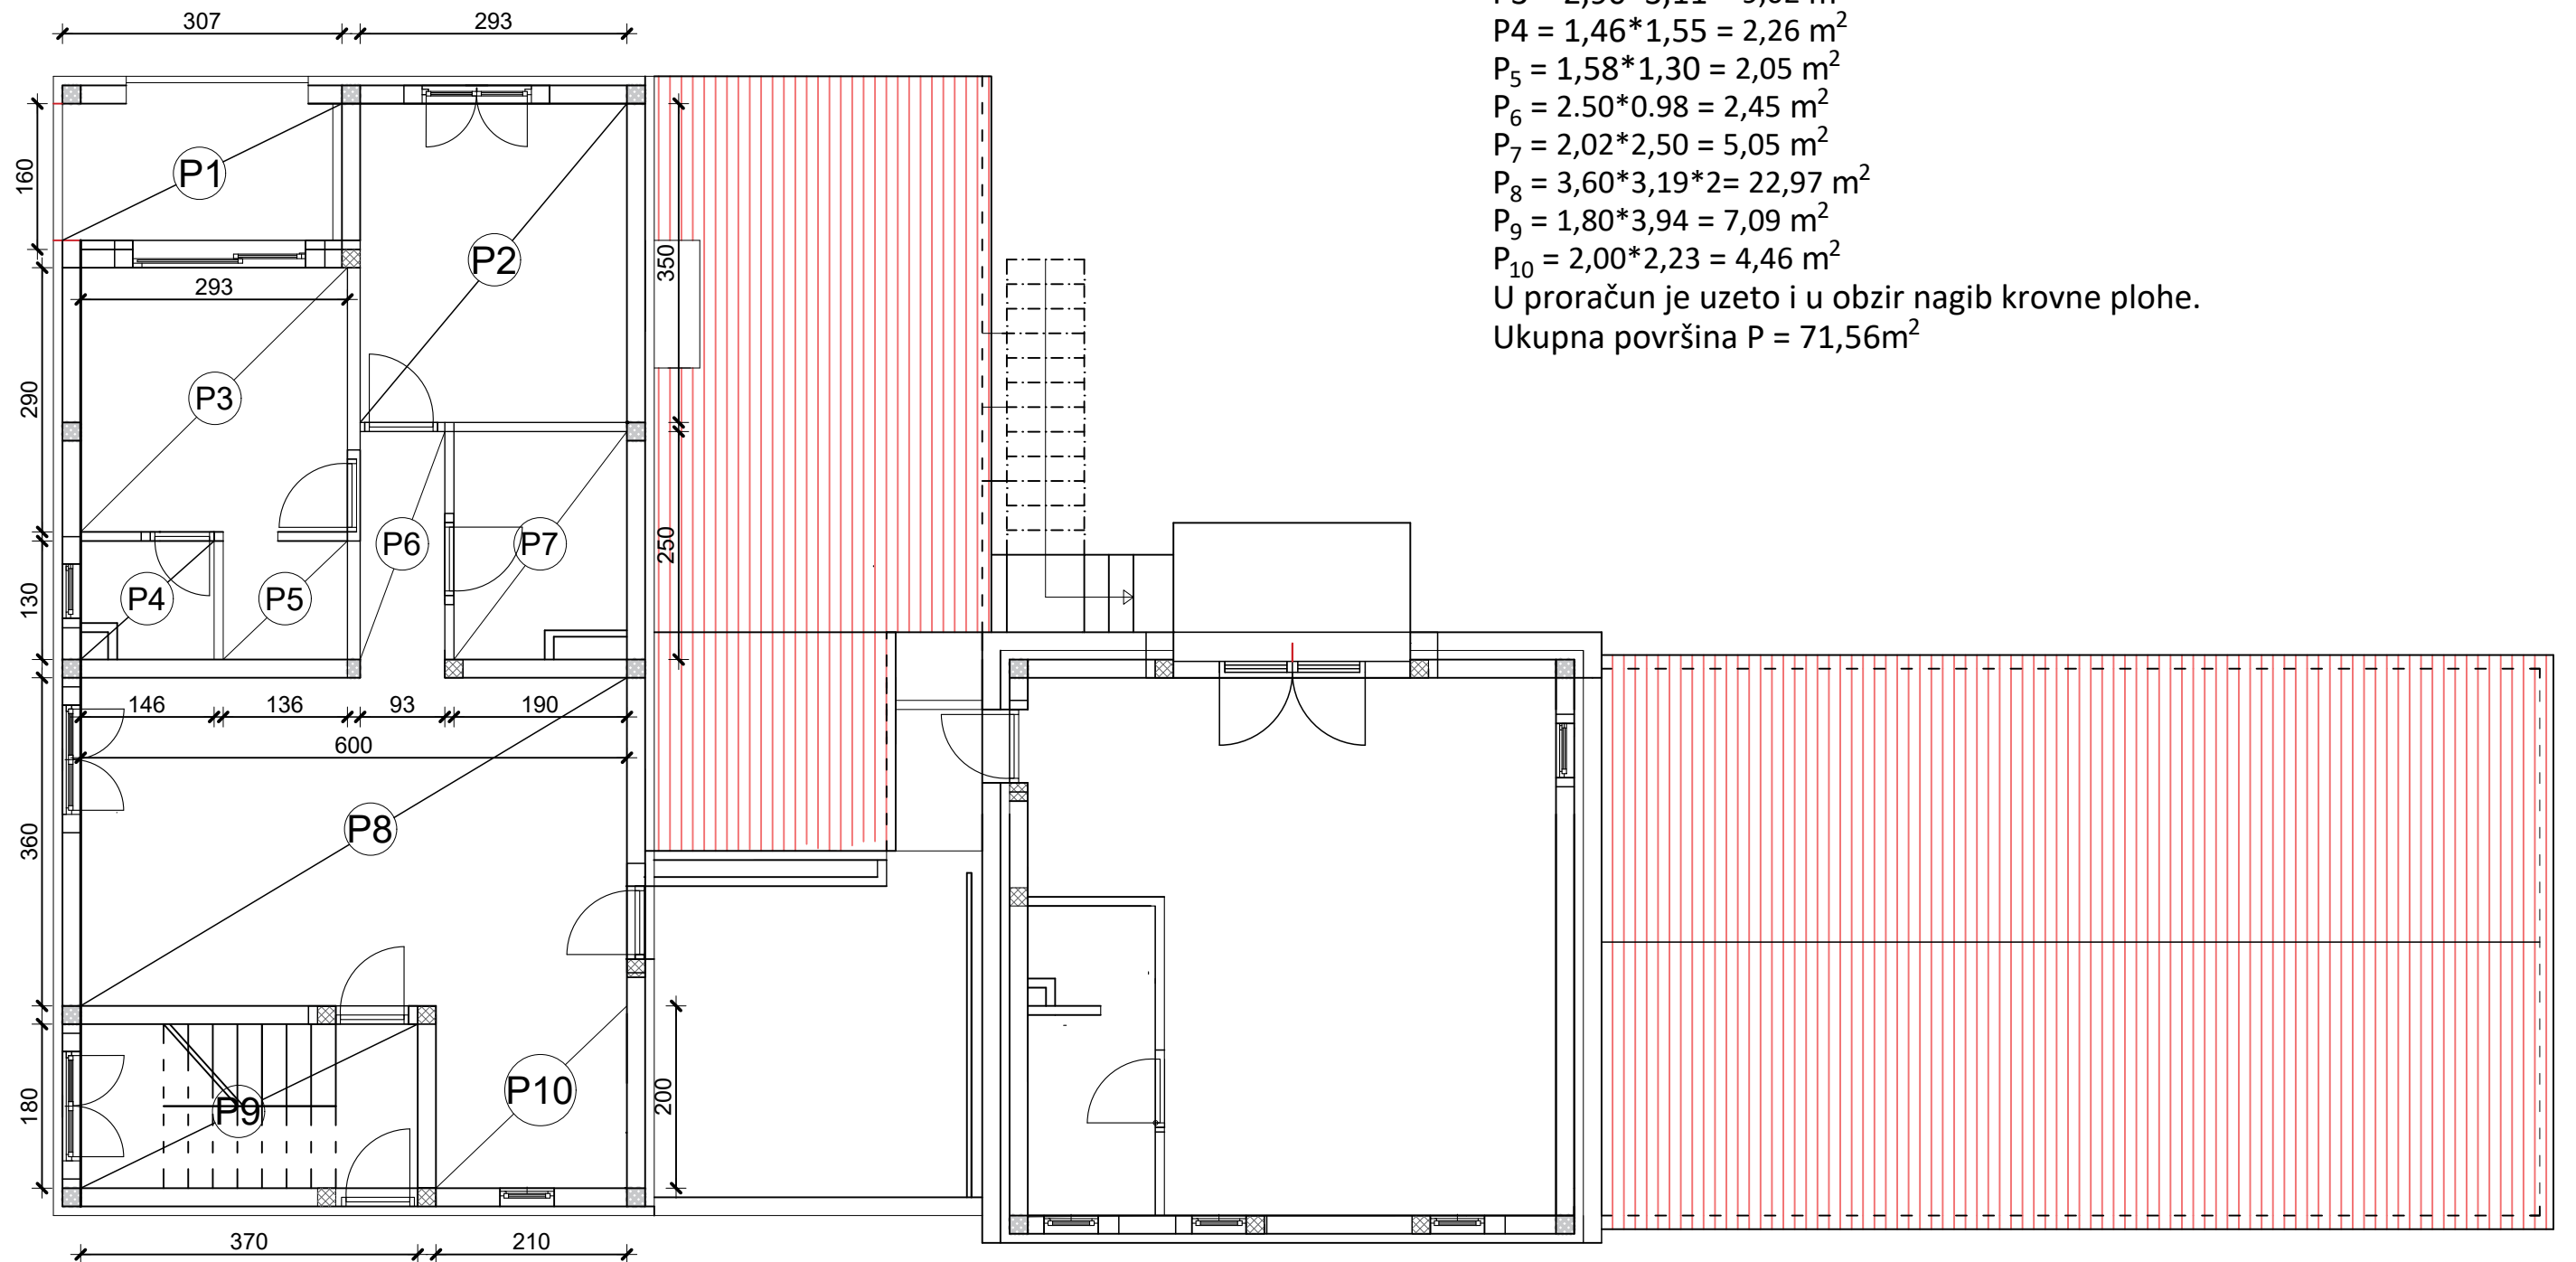 307
293
P4 = 1,46*1,55 = 2,26 m²
P₅ = 1,58*1,30 = 2,05 m²
P₆ = 2.50*0.98 = 2,45 m²
P₇ = 2,02*2,50 = 5,05 m²
P₈ = 3,60*3,19*2= 22,97 m²
P₉ = 1,80*3,94 = 7,09 m²
P₁₀ = 2,00*2,23 = 4,46 m²
U proračun je uzeto i u obzir nagib krovne plohe.
Ukupna površina P = 71,56m²
160
P1
P2
350
293
290
P3
130
P4
P5
P6
P7
250
146
136
93
190
600
360
P8
180
P9
P10
200
370
210